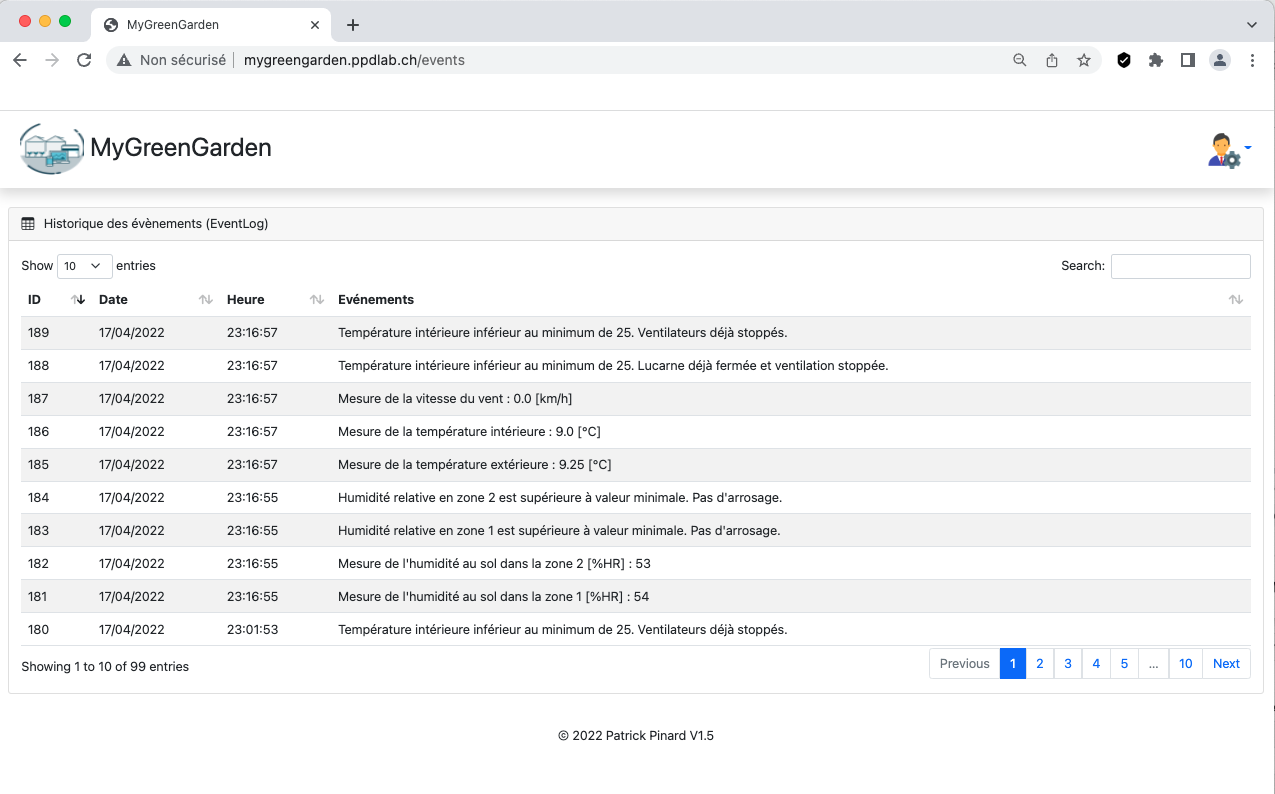 MyGreenGarden
Non sécurisé mygreengarden.ppdlab.ch/events
MyGreenGarden
Historique des évènements (EventLog)
Show 10 entries Search:
ID Date Heure Evénements
189 17/04/2022 23:16:57 Température intérieure inférieur au minimum de 25. Ventilateurs déjà stoppés.
188 17/04/2022 23:16:57 Température intérieure inférieur au minimum de 25. Lucarne déjà fermée et ventilation stoppée.
187 17/04/2022 23:16:57 Mesure de la vitesse du vent : 0.0 [km/h]
186 17/04/2022 23:16:57 Mesure de la température intérieure : 9.0 [°C]
185 17/04/2022 23:16:57 Mesure de la température extérieure : 9.25 [°C]
184 17/04/2022 23:16:55 Humidité relative en zone 2 est supérieure à valeur minimale. Pas d'arrosage.
183 17/04/2022 23:16:55 Humidité relative en zone 1 est supérieure à valeur minimale. Pas d'arrosage.
182 17/04/2022 23:16:55 Mesure de l'humidité au sol dans la zone 2 [%HR] : 53
181 17/04/2022 23:16:55 Mesure de l'humidité au sol dans la zone 1 [%HR] : 54
180 17/04/2022 23:01:53 Température intérieure inférieur au minimum de 25. Ventilateurs déjà stoppés.
Showing 1 to 10 of 99 entries Previous 1 2 3 4 5 … 10 Next
© 2022 Patrick Pinard V1.5